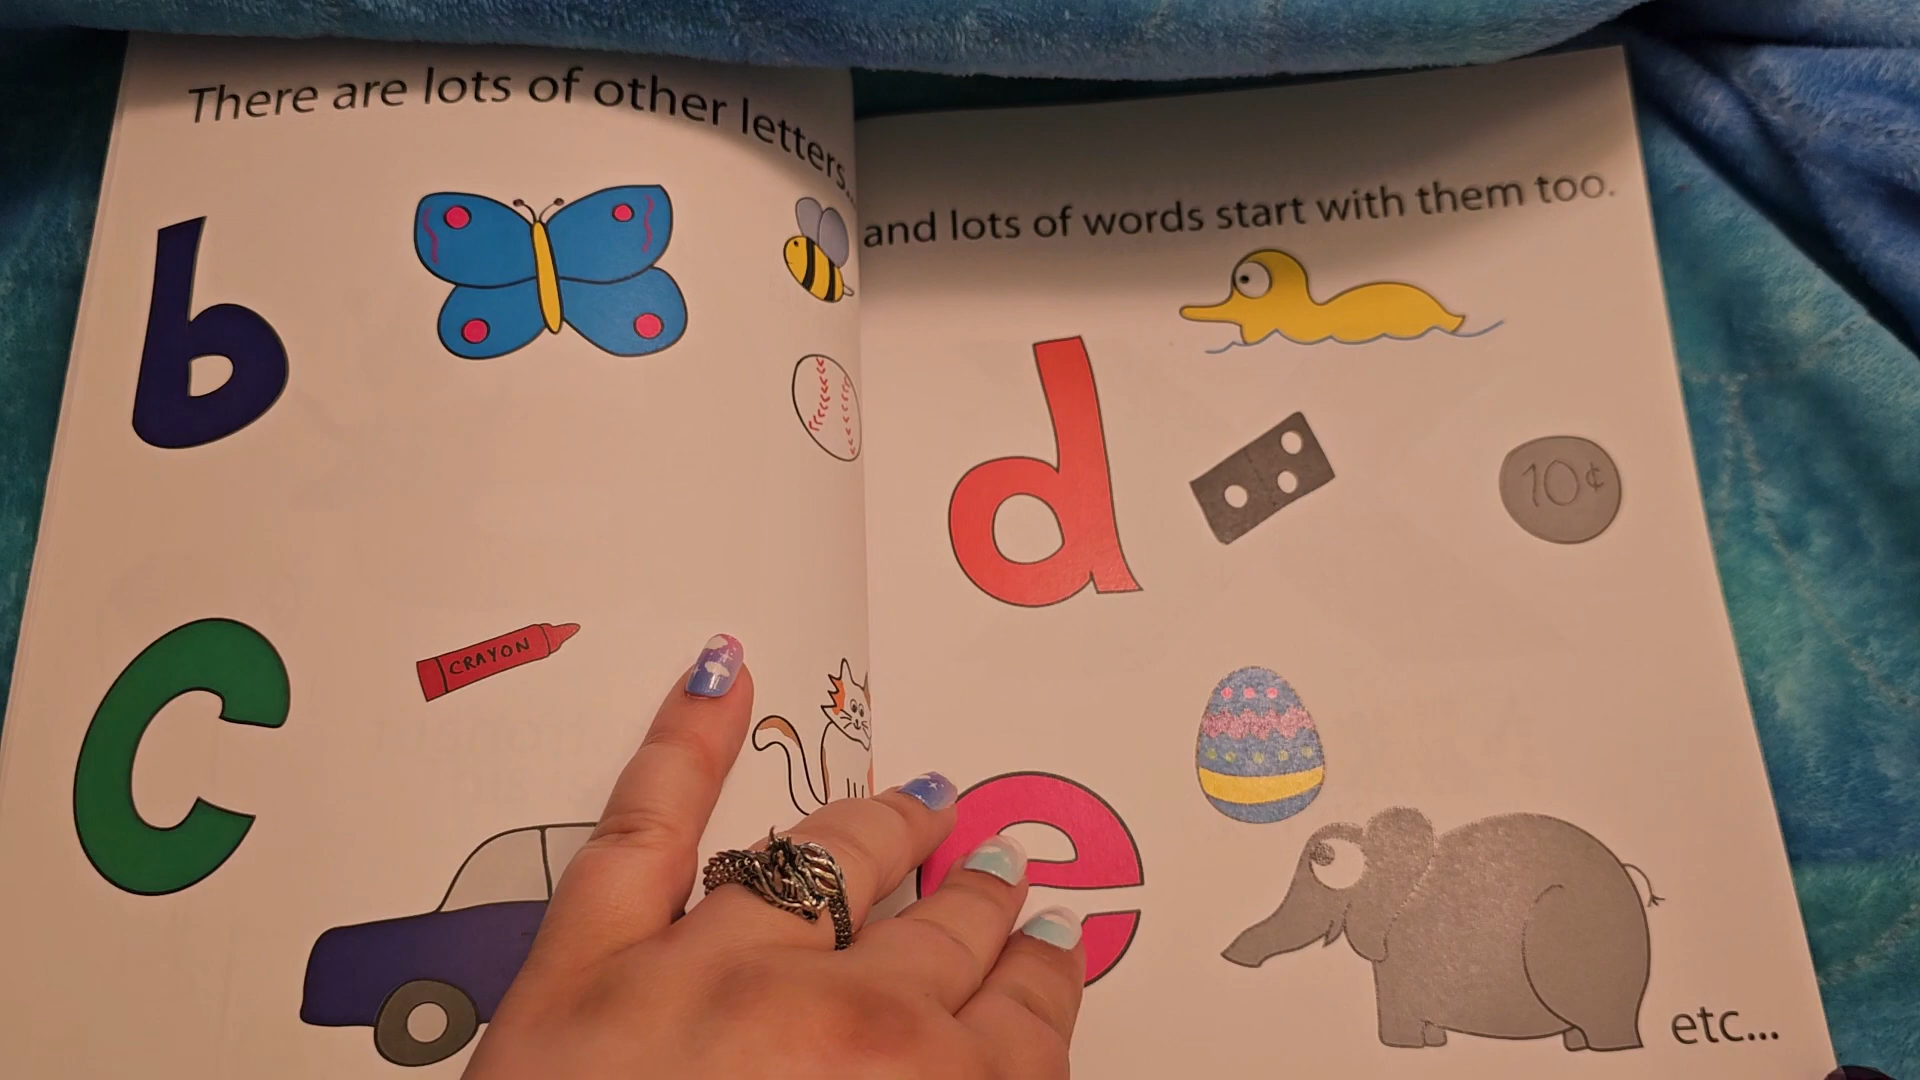 There are lots of other letters...
b
c
CRAYON
and lots of words start with them too.
d
10¢
e
etc...